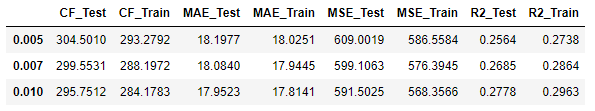 CF_Test CF_Train MAE_Test MAE_Train MSE_Test MSE_Train R2_Test R2_Train
0.005 304.5010 293.2792 18.1977 18.0251 609.0019 586.5584 0.2564 0.2738
0.007 299.5531 288.1972 18.0840 17.9445 599.1063 576.3945 0.2685 0.2864
0.010 295.7512 284.1783 17.9523 17.8141 591.5025 568.3566 0.2778 0.2963